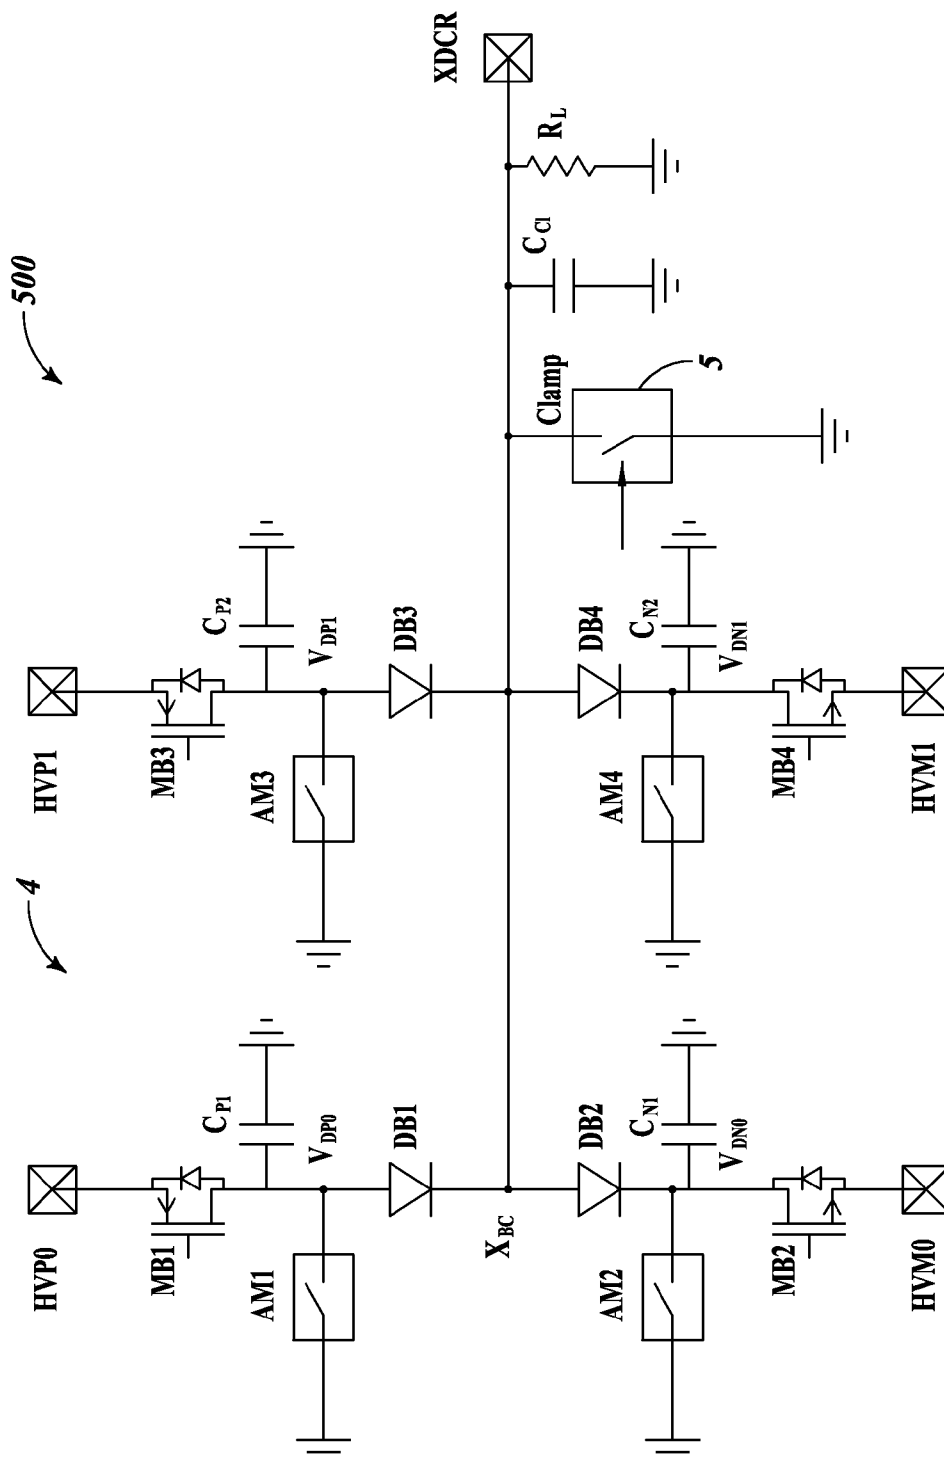 500
4
HVP0
HVP1
MB1
MB3
C_P1
C_P2
V_DP0
V_DP1
AM1
AM3
DB1
DB3
X_BC
XDCR
Clamp
5
C_Cl
R_L
DB2
DB4
AM2
AM4
C_N1
C_N2
V_DN0
V_DN1
MB2
MB4
HVM0
HVM1